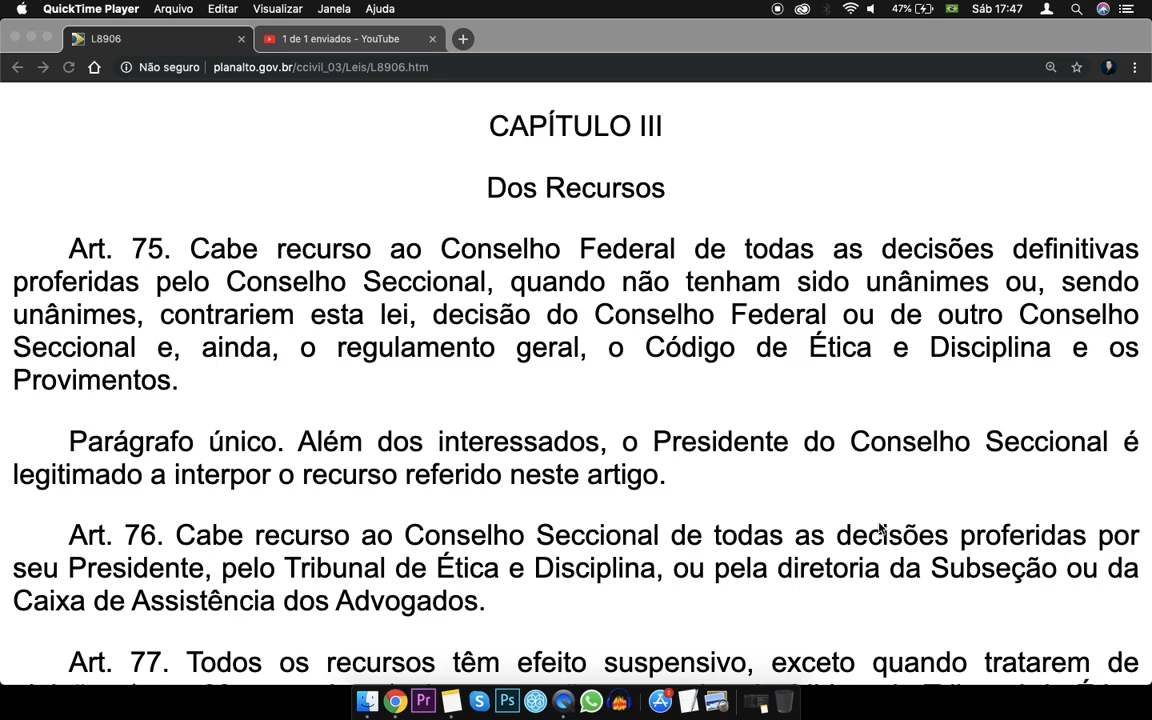 QuickTime Player Arquivo Editar Visualizar Janela Ajuda 47% Sáb 17:47
L8906 1 de 1 enviados - YouTube
Não seguro planalto.gov.br/ccivil_03/Leis/L8906.htm
CAPÍTULO III
Dos Recursos
Art. 75. Cabe recurso ao Conselho Federal de todas as decisões definitivas
proferidas pelo Conselho Seccional, quando não tenham sido unânimes ou, sendo
unânimes, contrariem esta lei, decisão do Conselho Federal ou de outro Conselho
Seccional e, ainda, o regulamento geral, o Código de Ética e Disciplina e os
Provimentos.
Parágrafo único. Além dos interessados, o Presidente do Conselho Seccional é
legitimado a interpor o recurso referido neste artigo.
Art. 76. Cabe recurso ao Conselho Seccional de todas as decisões proferidas por
seu Presidente, pelo Tribunal de Ética e Disciplina, ou pela diretoria da Subseção ou da
Caixa de Assistência dos Advogados.
Art. 77. Todos os recursos têm efeito suspensivo, exceto quando tratarem de
Pr Ps